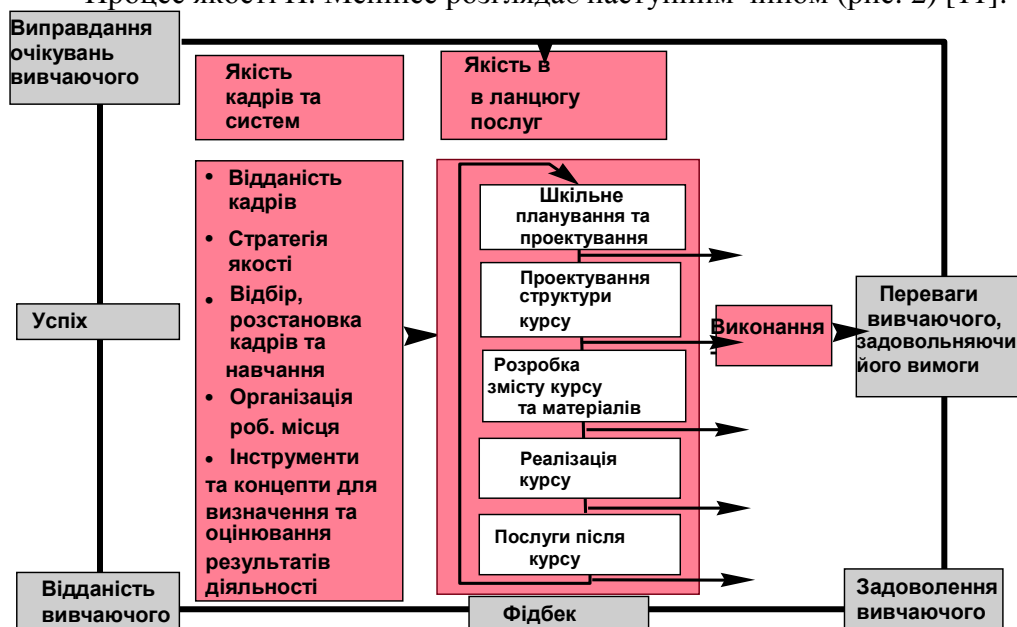 Процес якості П. Менінсе розглядає наступним чином (рис. 2) [11].
Виправдання
очікувань
вивчаючого
Якість
кадрів та
систем
Якість в
в ланцюгу
послуг
• Відданість
кадрів
• Стратегія
якості
• Відбір,
розстановка
кадрів та
навчання
• Організація
роб. місця
• Інструменти
та концепти для
визначення та
оцінювання
результатів
діяльності
Шкільне
планування та
проектування
Проектування
структури
курсу
Розробка
змісту курсу
та матеріалів
Реалізація
курсу
Послуги після
курсу
Виконання
Переваги
вивчаючого,
задовольняючи
його вимоги
Успіх
Відданість
вивчаючого
Фідбек
Задоволення
вивчаючого